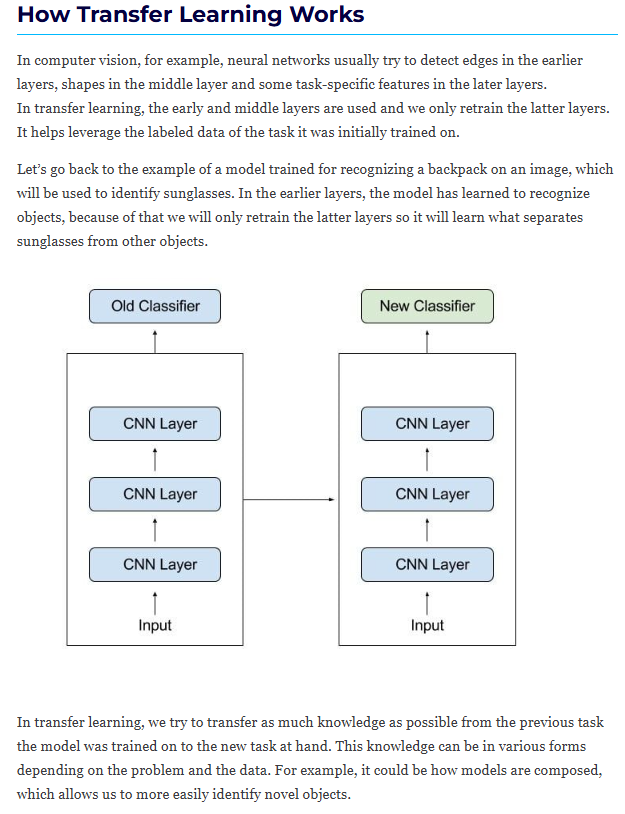 How Transfer Learning Works
In computer vision, for example, neural networks usually try to detect edges in the earlier
layers, shapes in the middle layer and some task-specific features in the later layers.
In transfer learning, the early and middle layers are used and we only retrain the latter layers.
It helps leverage the labeled data of the task it was initially trained on.
Let’s go back to the example of a model trained for recognizing a backpack on an image, which
will be used to identify sunglasses. In the earlier layers, the model has learned to recognize
objects, because of that we will only retrain the latter layers so it will learn what separates
sunglasses from other objects.
Old Classifier
CNN Layer
CNN Layer
CNN Layer
Input
New Classifier
CNN Layer
CNN Layer
CNN Layer
Input
In transfer learning, we try to transfer as much knowledge as possible from the previous task
the model was trained on to the new task at hand. This knowledge can be in various forms
depending on the problem and the data. For example, it could be how models are composed,
which allows us to more easily identify novel objects.